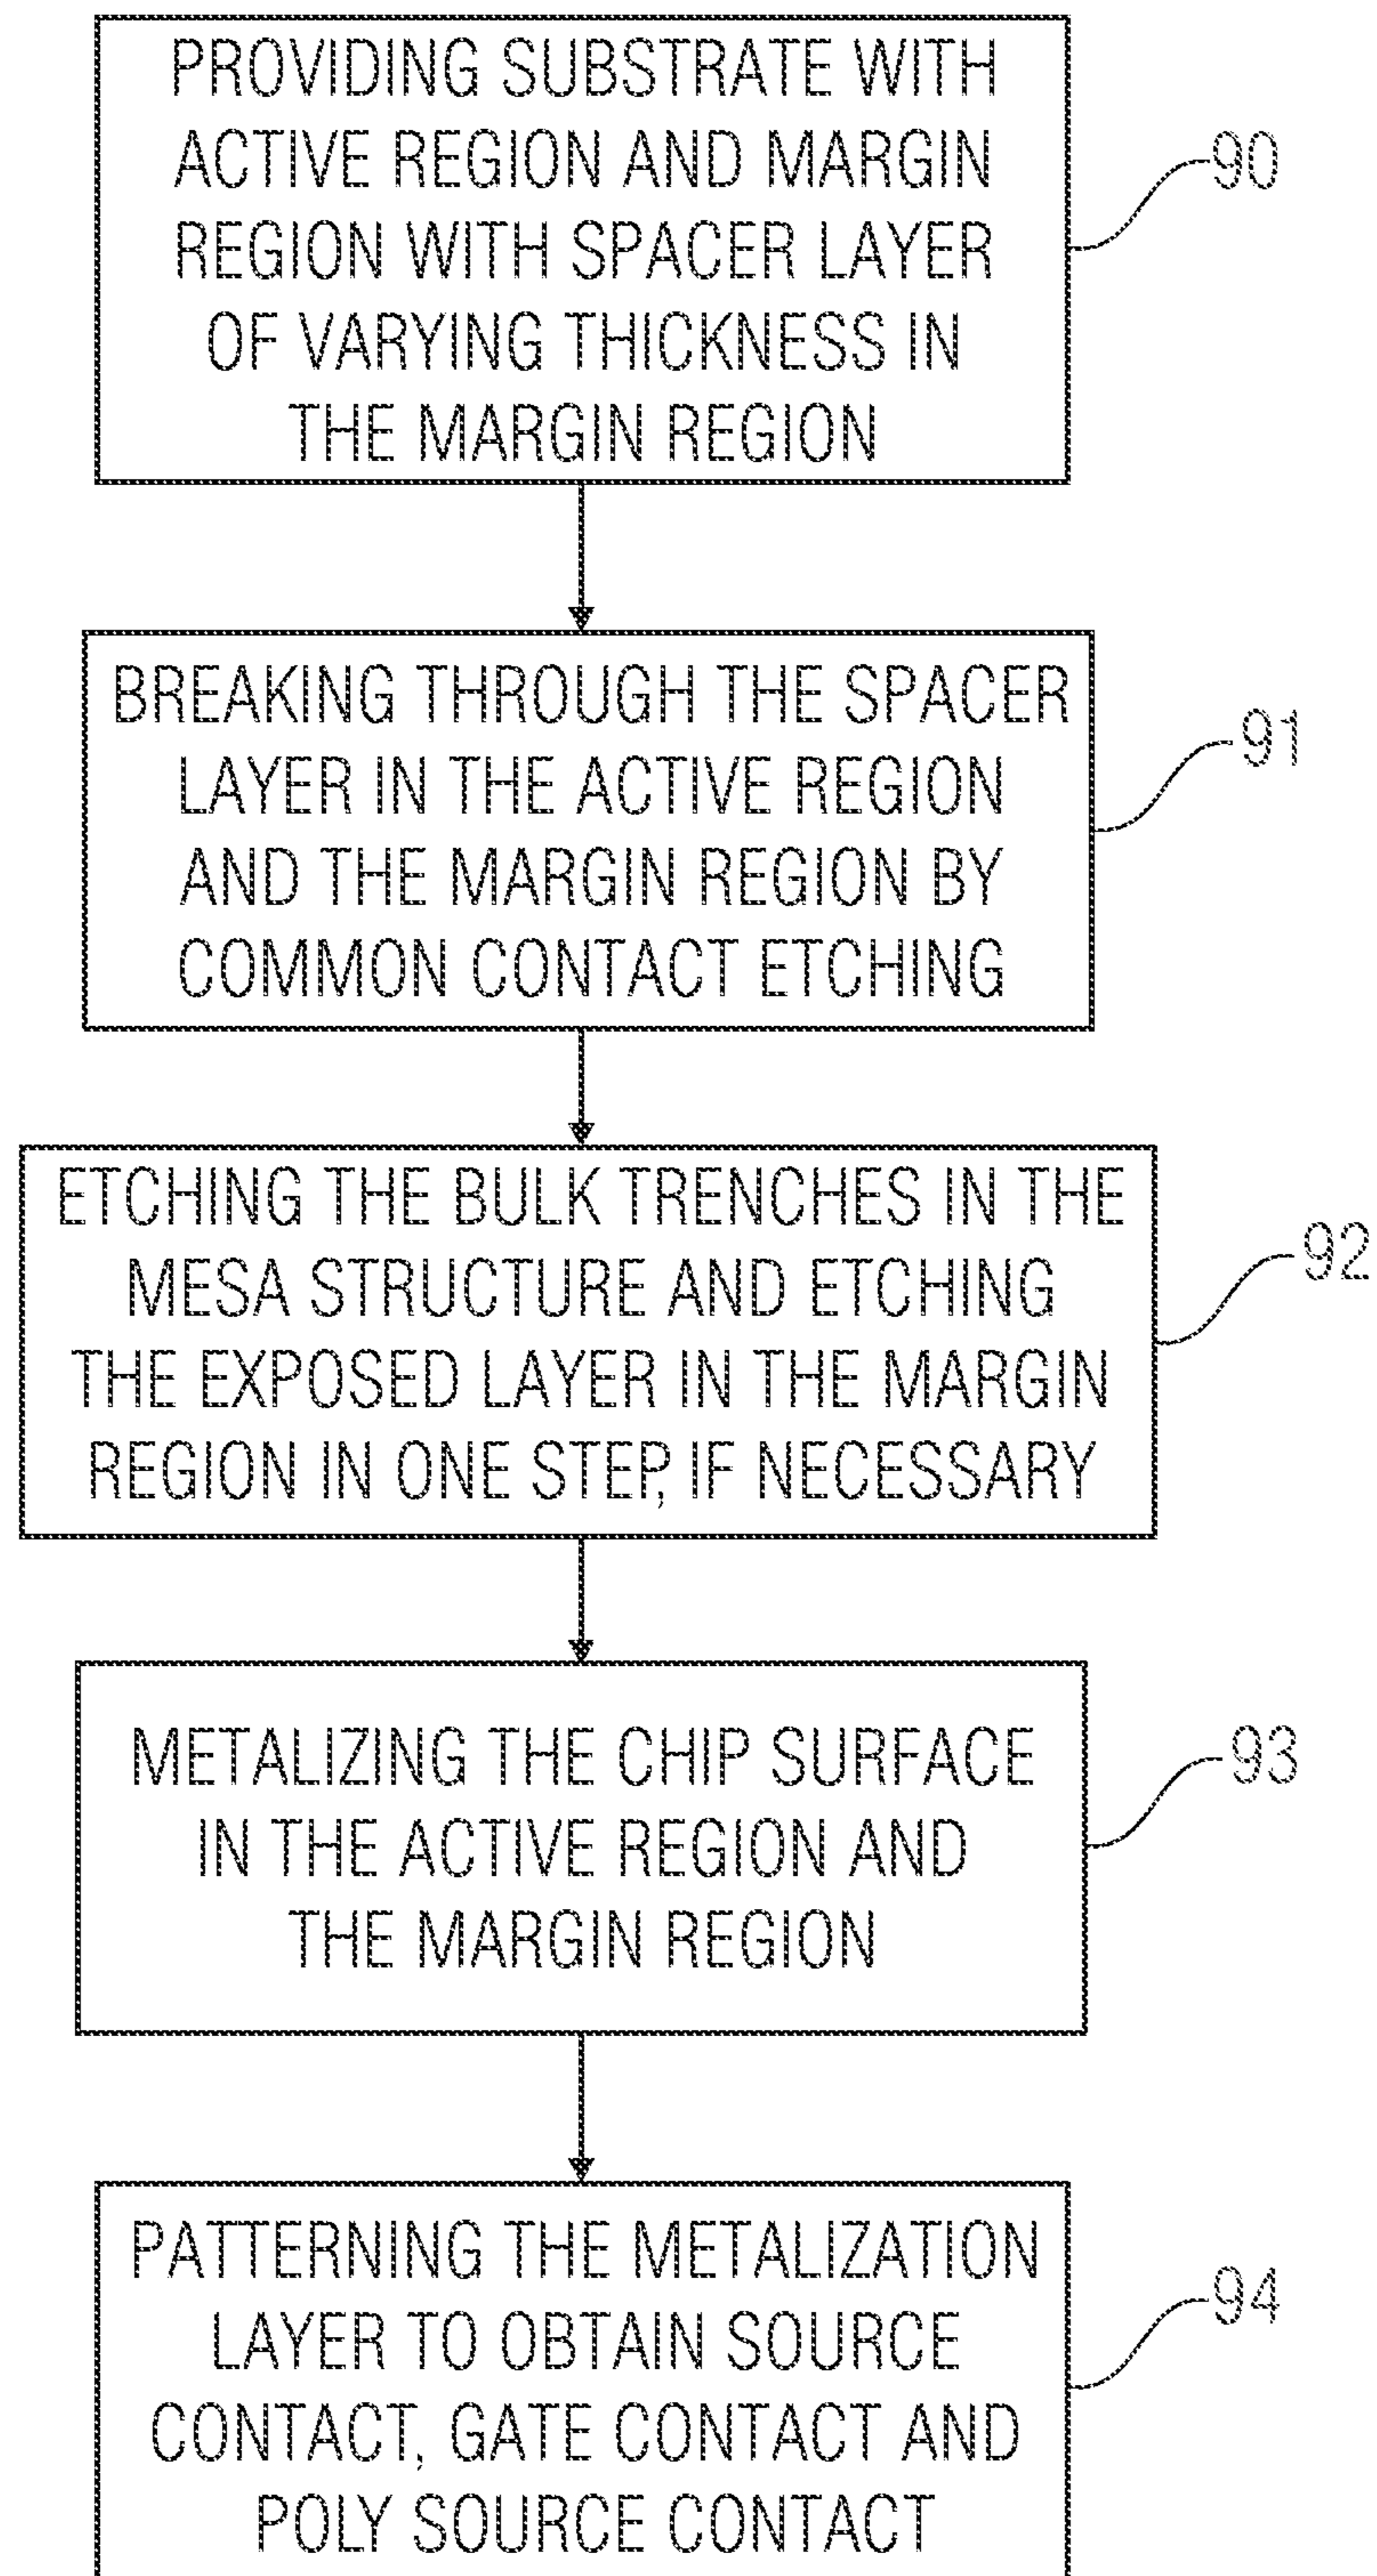 PROVIDING SUBSTRATE WITH
ACTIVE REGION AND MARGIN
REGION WITH SPACER LAYER
OF VARYING THICKNESS IN
THE MARGIN REGION
90
BREAKING THROUGH THE SPACER
LAYER IN THE ACTIVE REGION
AND THE MARGIN REGION BY
COMMON CONTACT ETCHING
91
ETCHING THE BULK TRENCHES IN THE
MESA STRUCTURE AND ETCHING
THE EXPOSED LAYER IN THE MARGIN
REGION IN ONE STEP, IF NECESSARY
92
METALIZING THE CHIP SURFACE
IN THE ACTIVE REGION AND
THE MARGIN REGION
93
PATTERNING THE METALIZATION
LAYER TO OBTAIN SOURCE
CONTACT, GATE CONTACT AND
POLY SOURCE CONTACT
94